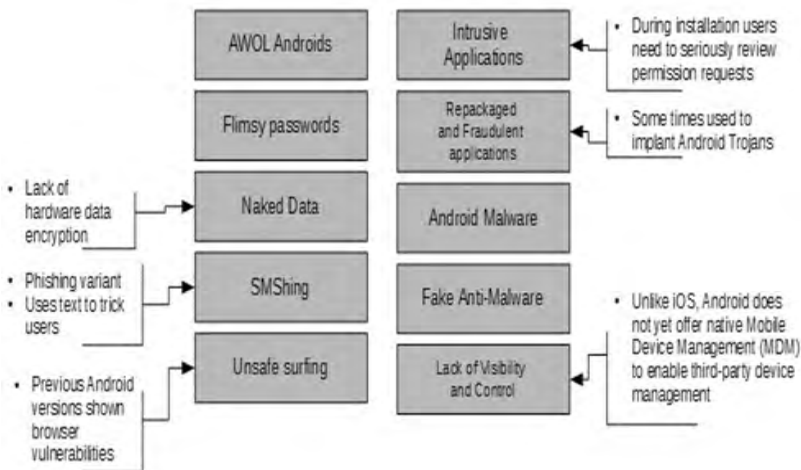 AWOL Androids
Flimsy passwords
Naked Data
SMShing
Unsafe surfing
• Lack of
hardware data
encryption
• Phishing variant
• Uses text to trick
users
• Previous Android
versions shown
browser
vulnerabilities
Intrusive
Applications
Repackaged
and Fraudulent
applications
Android Malware
Fake Anti-Malware
Lack of Visibility
and Control
• During installation users
need to seriously review
permission requests
• Some times used to
implant Android Trojans
• Unlike iOS, Android does
not yet offer native Mobile
Device Management (MDM)
to enable third-party device
management